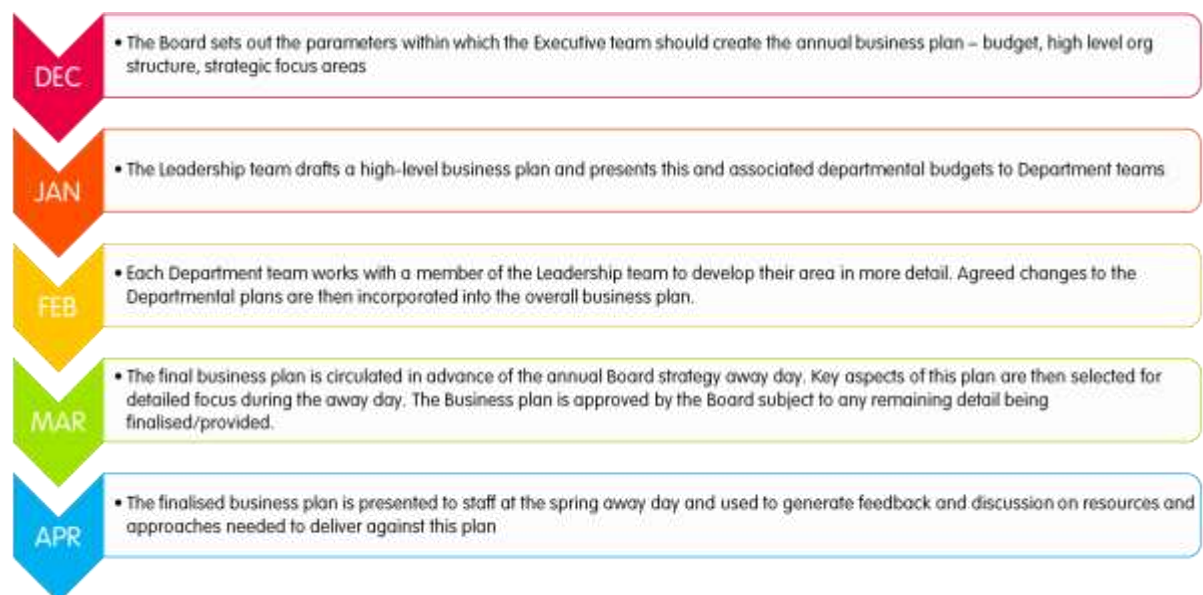 DEC
• The Board sets out the parameters within which the Executive team should create the annual business plan – budget, high level org
structure, strategic focus areas
JAN
• The Leadership team drafts a high-level business plan and presents this and associated departmental budgets to Department teams
FEB
• Each Department team works with a member of the Leadership team to develop their area in more detail. Agreed changes to the
Departmental plans are then incorporated into the overall business plan.
MAR
• The final business plan is circulated in advance of the annual Board strategy away day. Key aspects of this plan are then selected for
detailed focus during the away day. The Business plan is approved by the Board subject to any remaining detail being
finalised/provided.
APR
• The finalised business plan is presented to staff at the spring away day and used to generate feedback and discussion on resources and
approaches needed to deliver against this plan